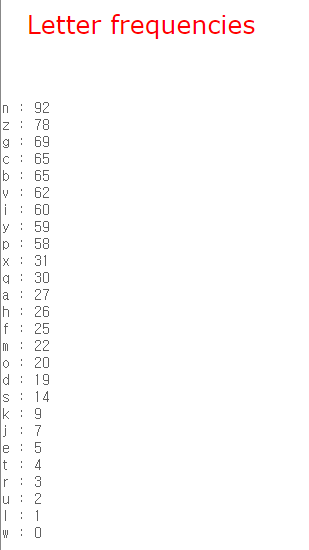 Letter frequencies
n : 92
z : 78
g : 69
c : 65
b : 65
v : 62
i : 60
y : 59
p : 58
x : 31
q : 30
a : 27
h : 26
f : 25
m : 22
o : 20
d : 19
s : 14
k : 9
j : 7
e : 5
t : 4
r : 3
u : 2
l : 1
w : 0